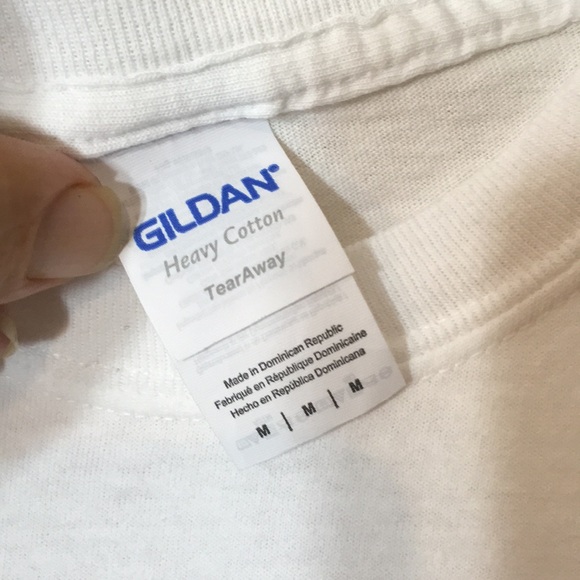 GILDAN®
Heavy Cotton
TearAway
Made in Dominican Republic
Fabriqué en République Dominicaine
Hecho en República Dominicana
M | M | M